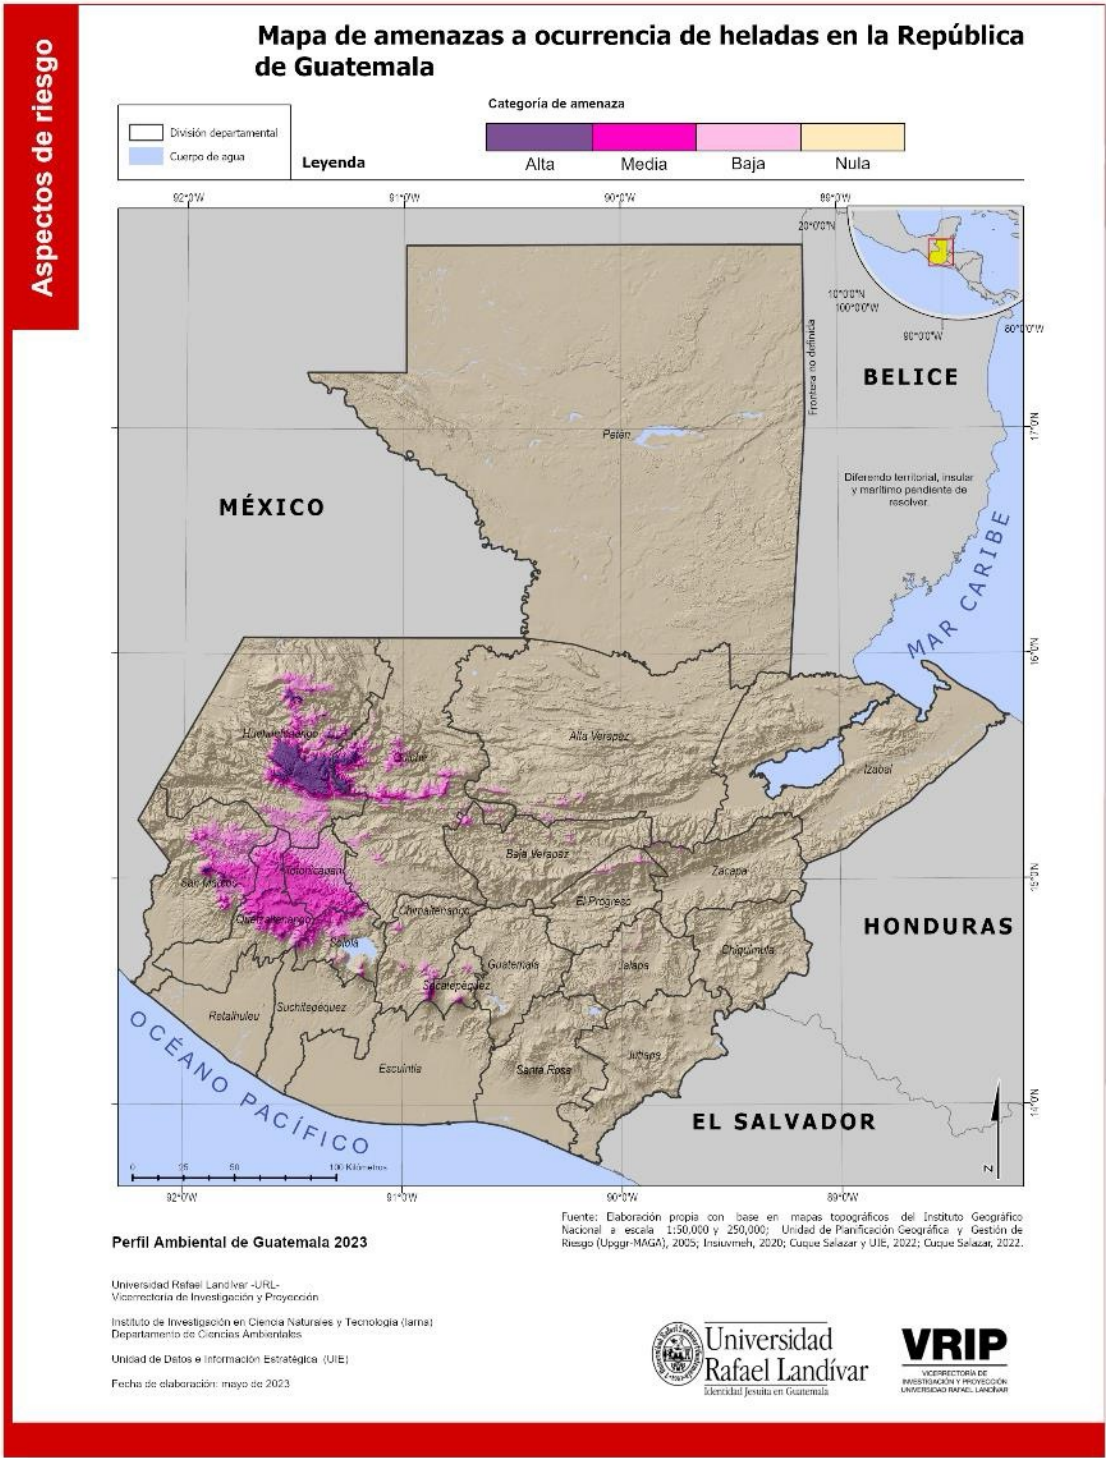 Aspectos de riesgo
Mapa de amenazas a ocurrencia de heladas en la República
de Guatemala
Categoría de amenaza
División departamental
Cuerpo de agua
Leyenda
Alta
Media
Baja
Nula
92°0'W
91°0'W
90°0'W
89°0'W
20°0'0"N
10°0'0"N
100°0'0"W
90°0'0"W
80°0'0"W
Frontera no definida
BELICE
17°0'N
Petén
Diferendo territorial, insular
y marítimo pendiente de
resolver.
MÉXICO
MAR CARIBE
16°0'N
Huehuetenango
Quiché
Alta Verapaz
Izabal
Baja Verapaz
Totonicapán
San Marcos
Zacapa
15°0'N
El Progreso
Chimaltenango
Quetzaltenango
HONDURAS
Sololá
Guatemala
Jalapa
Chiquimula
Sacatepéquez
Retalhuleu
Suchitepéquez
Escuintla
Santa Rosa
Jutiapa
OCÉANO PACÍFICO
EL SALVADOR
14°0'N
0 25 50 100 Kilómetros
N
92°0'W
91°0'W
90°0'W
89°0'W
Fuente: Elaboración propia con base en mapas topográficos del Instituto Geográfico
Nacional a escala 1:50,000 y 250,000; Unidad de Planificación Geográfica y Gestión de
Riesgo (Upggr-MAGA), 2005; Insiuvmeh, 2020; Cuque Salazar y UIE, 2022; Cuque Salazar, 2022.
Perfil Ambiental de Guatemala 2023
Universidad Rafael Landívar -URL-
Vicerrectoría de Investigación y Proyección
Instituto de Investigación en Ciencia Naturales y Tecnología (Iarna)
Departamento de Ciencias Ambientales
Unidad de Datos e Información Estratégica (UIE)
Fecha de elaboración: mayo de 2023
Universidad
Rafael Landívar
Identidad Jesuita en Guatemala
VRIP
VICERRECTORÍA DE
INVESTIGACIÓN Y PROYECCIÓN
UNIVERSIDAD RAFAEL LANDÍVAR